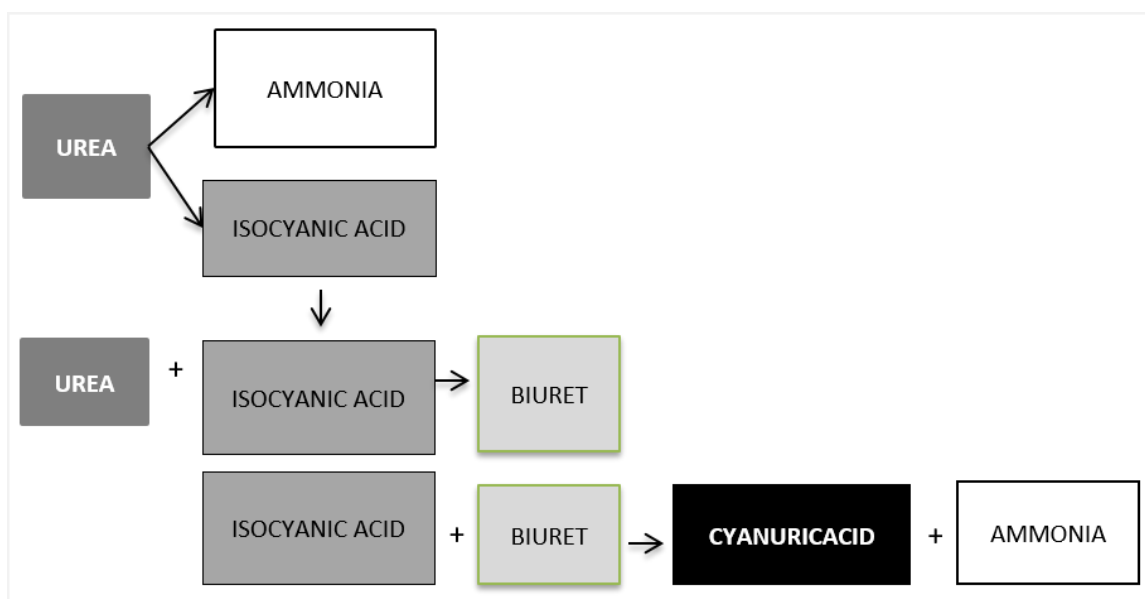 AMMONIA
UREA
ISOCYANIC ACID
UREA + ISOCYANIC ACID BIURET
ISOCYANIC ACID + BIURET CYANURICACID + AMMONIA